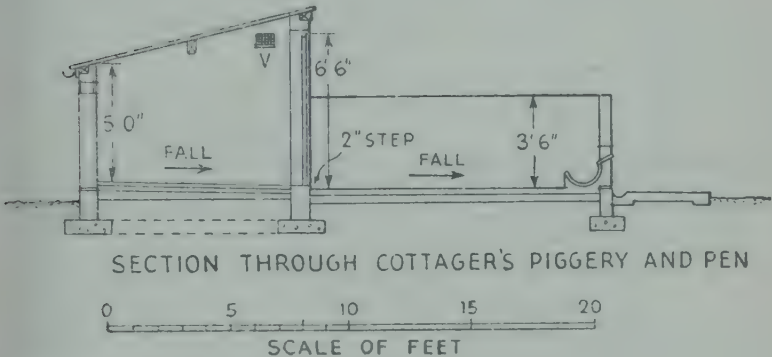 V
6' 6"
5' 0"
FALL
2" STEP
FALL
3' 6"
SECTION THROUGH COTTAGER'S PIGGERY AND PEN
0 5 10 15 20
SCALE OF FEET